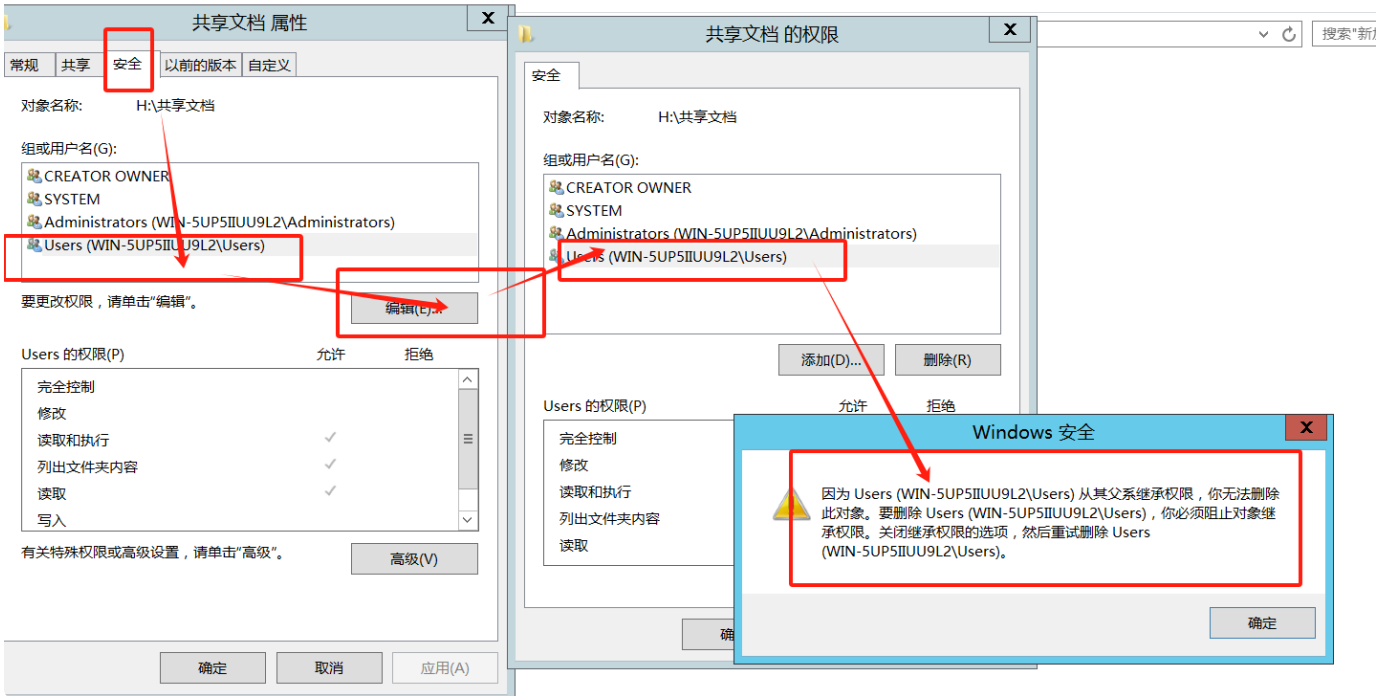 共享文档 属性
X
常规
共享
安全
以前的版本
自定义
对象名称:
H:\共享文档
组或用户名(G):
CREATOR OWNER
SYSTEM
Administrators (WIN-5UP5IIUU9L2\Administrators)
Users (WIN-5UP5IIUU9L2\Users)
要更改权限，请单击"编辑"。
编辑(E)...
Users 的权限(P)
允许
拒绝
完全控制
修改
读取和执行
列出文件夹内容
读取
写入
有关特殊权限或高级设置，请单击"高级"。
高级(V)
确定
取消
应用(A)
共享文档 的权限
X
安全
对象名称:
H:\共享文档
组或用户名(G):
CREATOR OWNER
SYSTEM
Administrators (WIN-5UP5IIUU9L2\Administrators)
Users (WIN-5UP5IIUU9L2\Users)
添加(D)...
删除(R)
Users 的权限(P)
允许
拒绝
完全控制
修改
读取和执行
列出文件夹内容
读取
确
搜索"新
Windows 安全
X
因为 Users (WIN-5UP5IIUU9L2\Users) 从其父系继承权限，你无法删除
此对象。要删除 Users (WIN-5UP5IIUU9L2\Users)，你必须阻止对象继
承权限。关闭继承权限的选项，然后重试删除 Users
(WIN-5UP5IIUU9L2\Users)。
确定